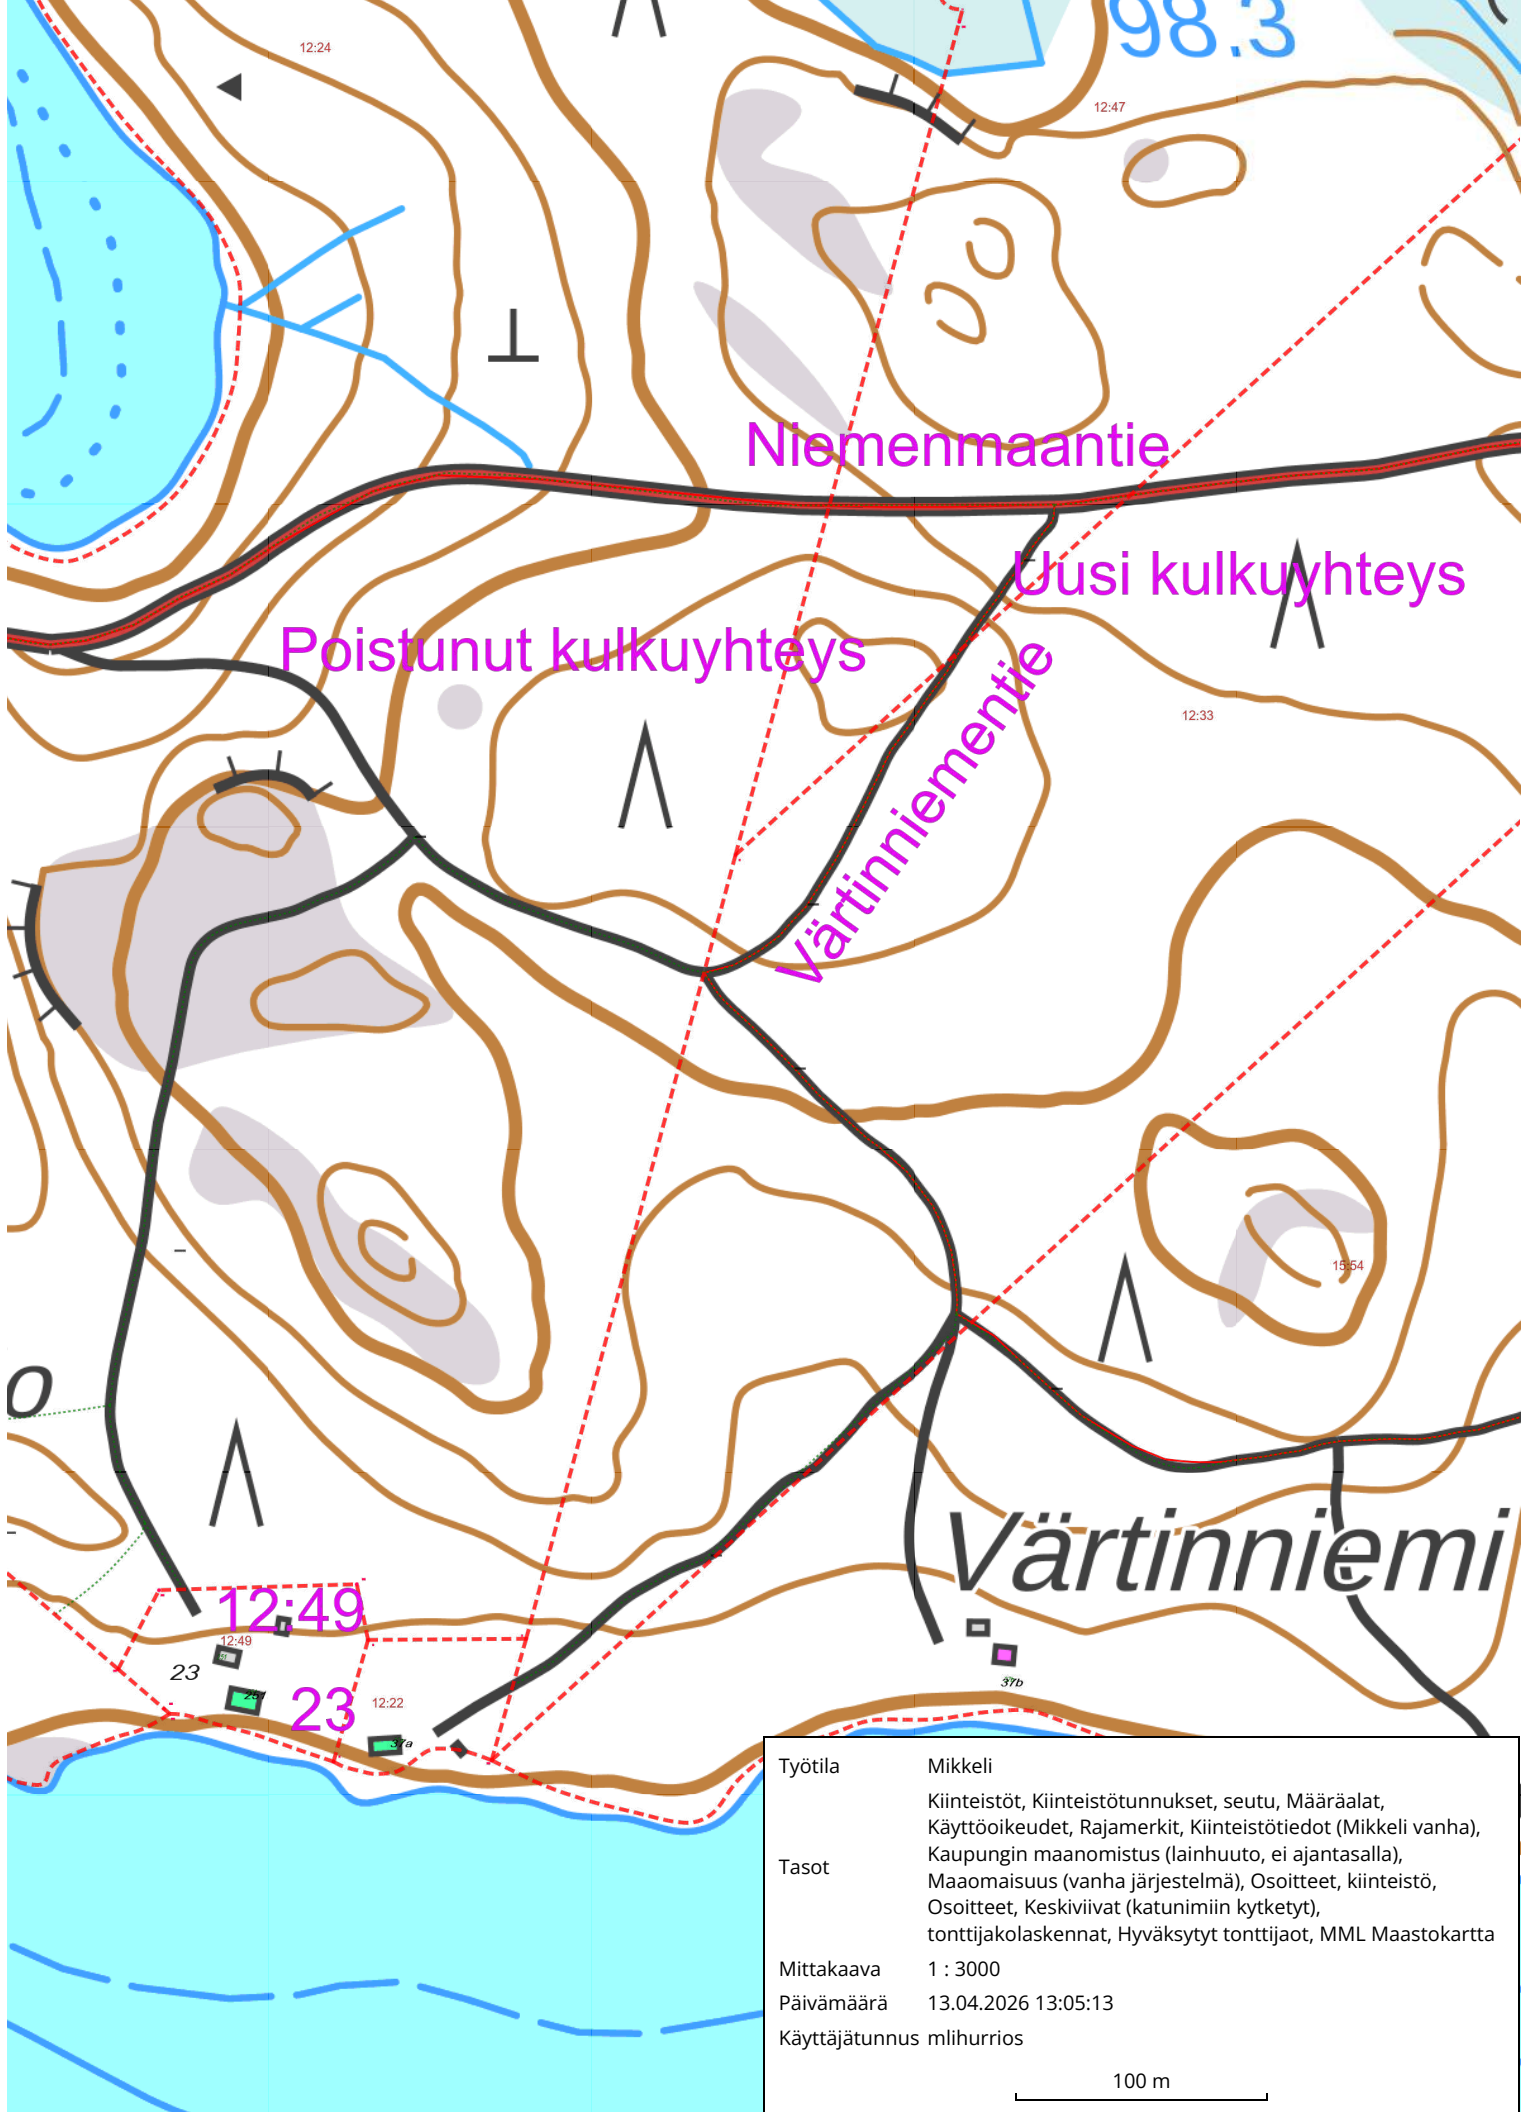 98.3
12:24
12:47
Niemenmaantie
Uusi kulkuyhteys
Poistunut kulkuyhteys
Värtinniementie
12:33
15:54
o
Värtinniemi
12:49
12:49
23
251
23
12:22
37a
37b
Työtila Mikkeli
Tasot Kiinteistöt, Kiinteistötunnukset, seutu, Määräalat,
Käyttöoikeudet, Rajamerkit, Kiinteistötiedot (Mikkeli vanha),
Kaupungin maanomistus (lainhuuto, ei ajantasalla),
Maaomaisuus (vanha järjestelmä), Osoitteet, kiinteistö,
Osoitteet, Keskiviivat (katunimiin kytketyt),
tonttijakolaskennat, Hyväksytyt tonttijaot, MML Maastokartta
Mittakaava 1 : 3000
Päivämäärä 13.04.2026 13:05:13
Käyttäjätunnus mlihurrios
100 m